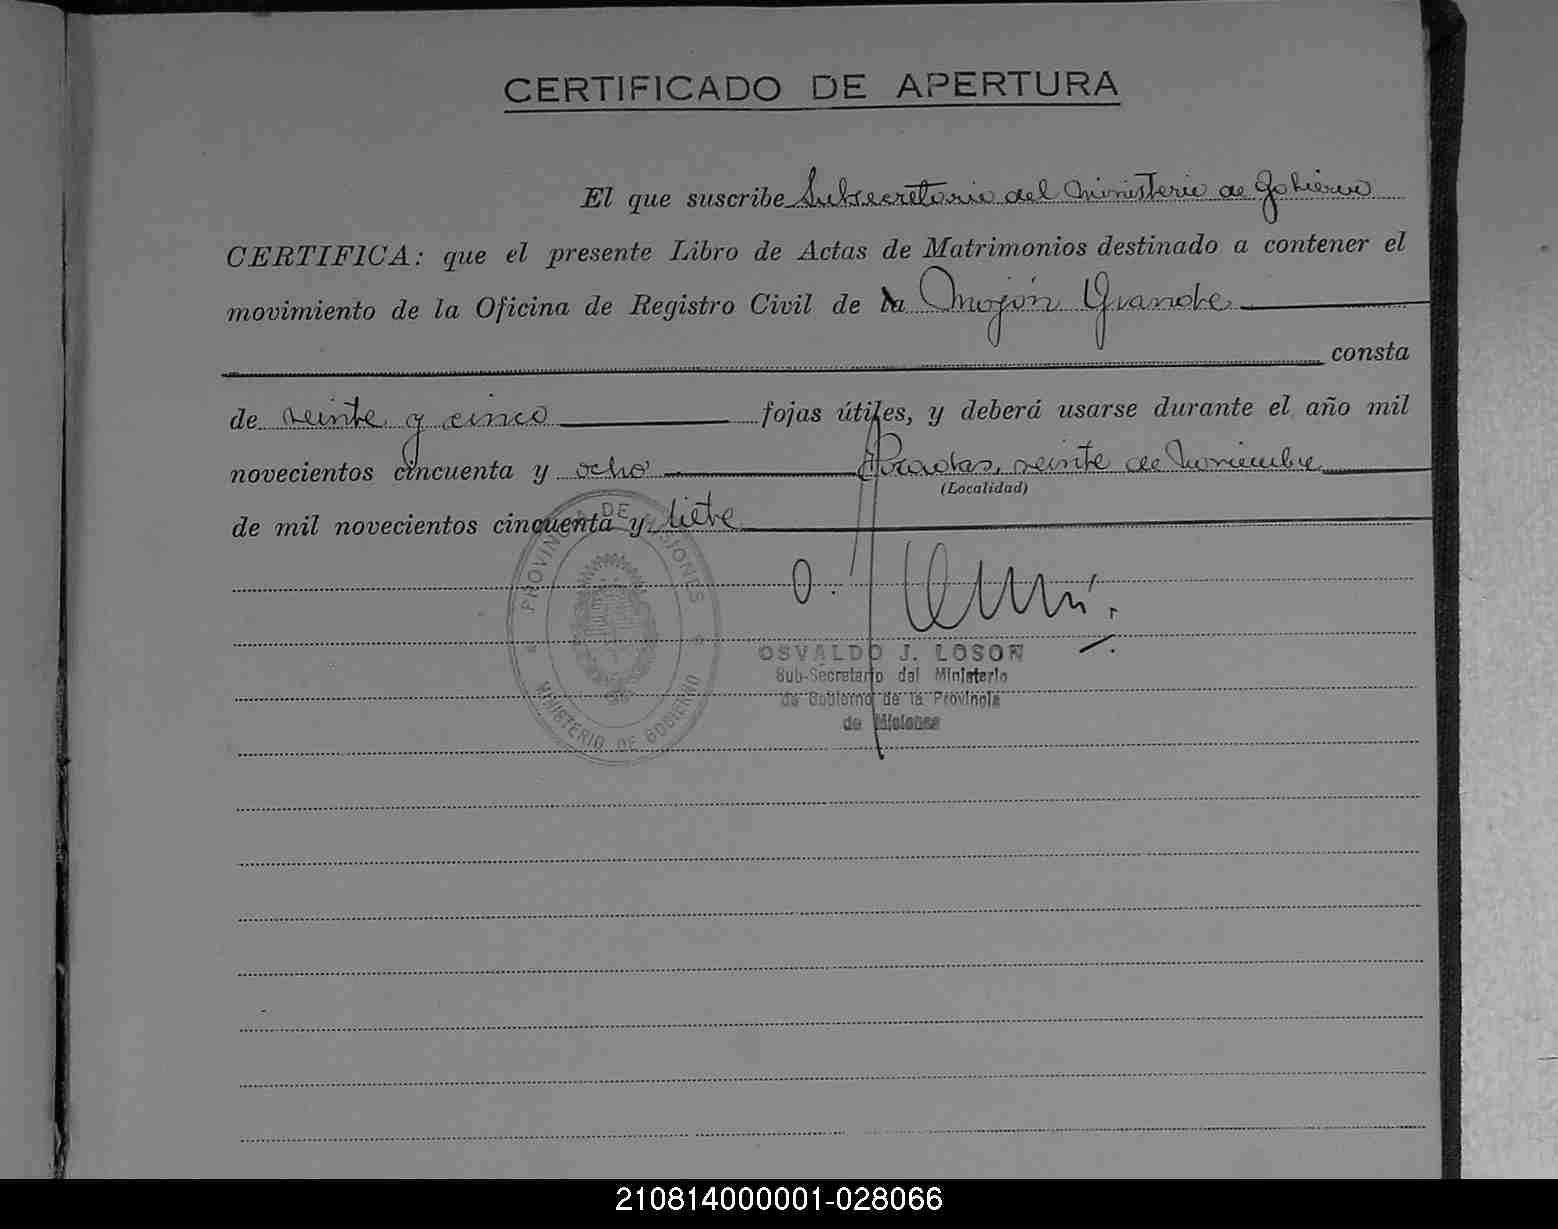 CERTIFICADO DE APERTURA
El que suscribe Subsecretario del Ministerio de Gobierno
CERTIFICA: que el presente Libro de Actas de Matrimonios destinado a contener el
movimiento de la Oficina de Registro Civil de la Mojón Grande
consta
de veinte y cinco fojas útiles, y deberá usarse durante el año mil
novecientos cincuenta y ocho Posadas, veinte de Noviembre
(Localidad)
de mil novecientos cincuenta y siete
PROVINCIA DE MISIONES
MINISTERIO DE GOBIERNO
OSVALDO J. LOSON
Sub-Secretario del Ministerio
de Gobierno de la Provincia
de Misiones
210814000001-028066